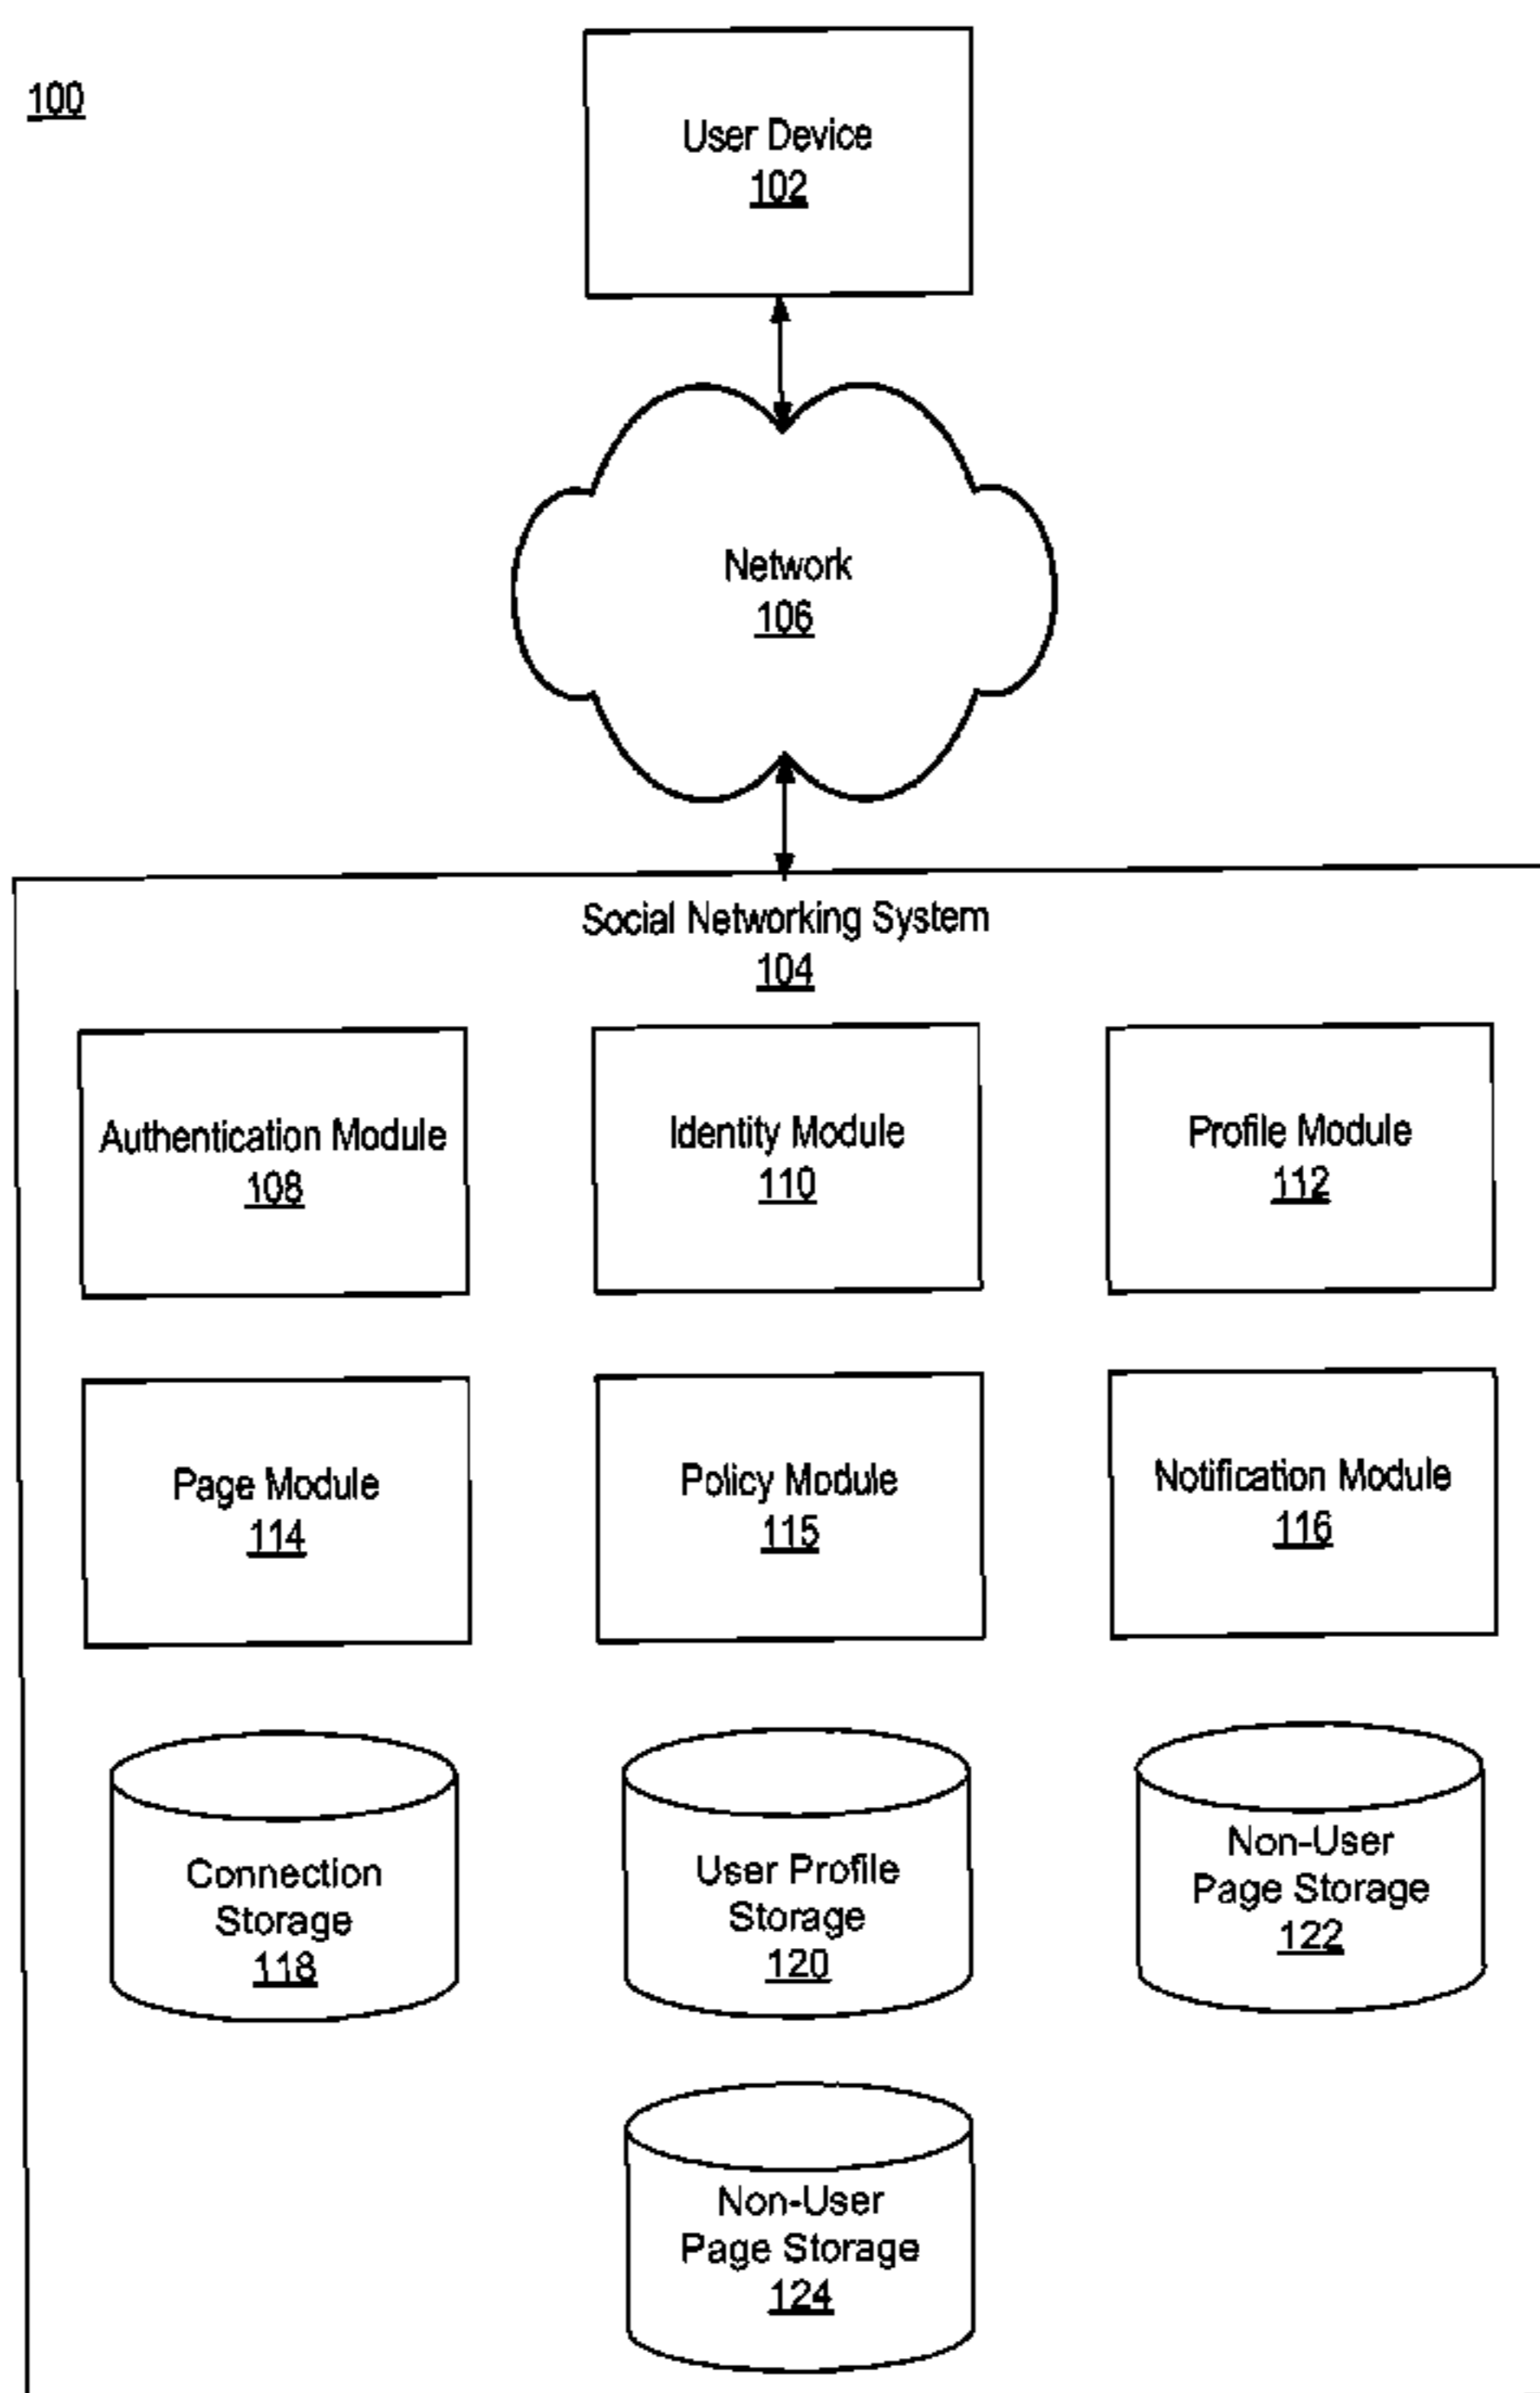 100
User Device
102
Network
106
Social Networking System
104
Authentication Module
108
Identity Module
110
Profile Module
112
Page Module
114
Policy Module
115
Notification Module
116
Connection
Storage
118
User Profile
Storage
120
Non-User
Page Storage
122
Non-User
Page Storage
124